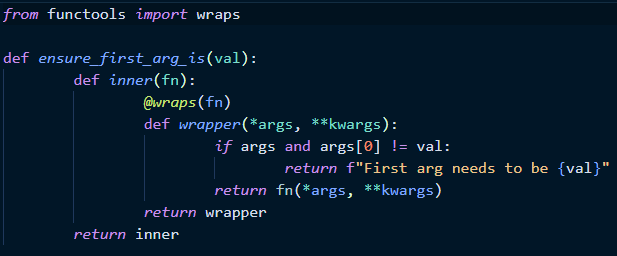 from functools import wraps
def ensure_first_arg_is(val):
def inner(fn):
@wraps(fn)
def wrapper(*args, **kwargs):
if args and args[0] != val:
return f"First arg needs to be {val}"
return fn(*args, **kwargs)
return wrapper
return inner